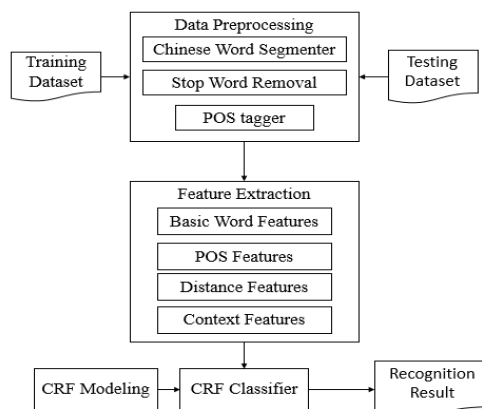 Data Preprocessing
Chinese Word Segmenter
Stop Word Removal
POS tagger
Training
Dataset
Testing
Dataset
Feature Extraction
Basic Word Features
POS Features
Distance Features
Context Features
CRF Modeling
CRF Classifier
Recognition
Result